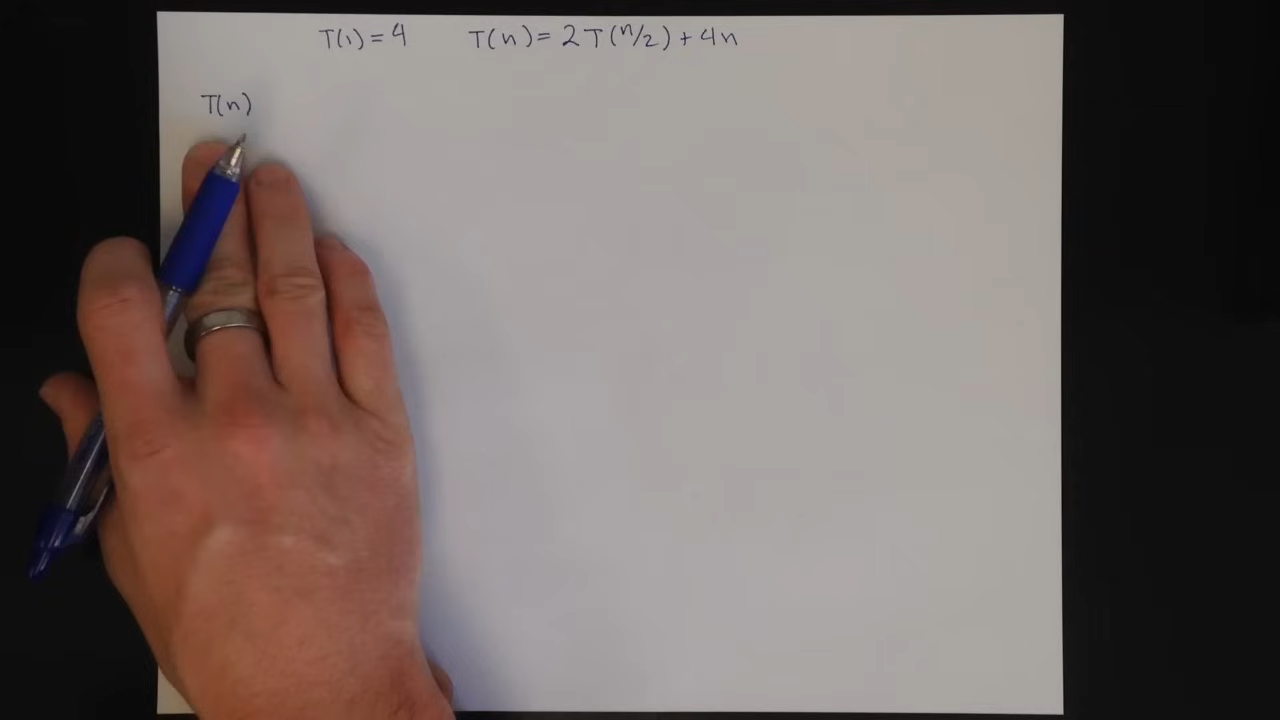 T(1) = 4 T(n) = 2T(n/2) + 4n
T(n)